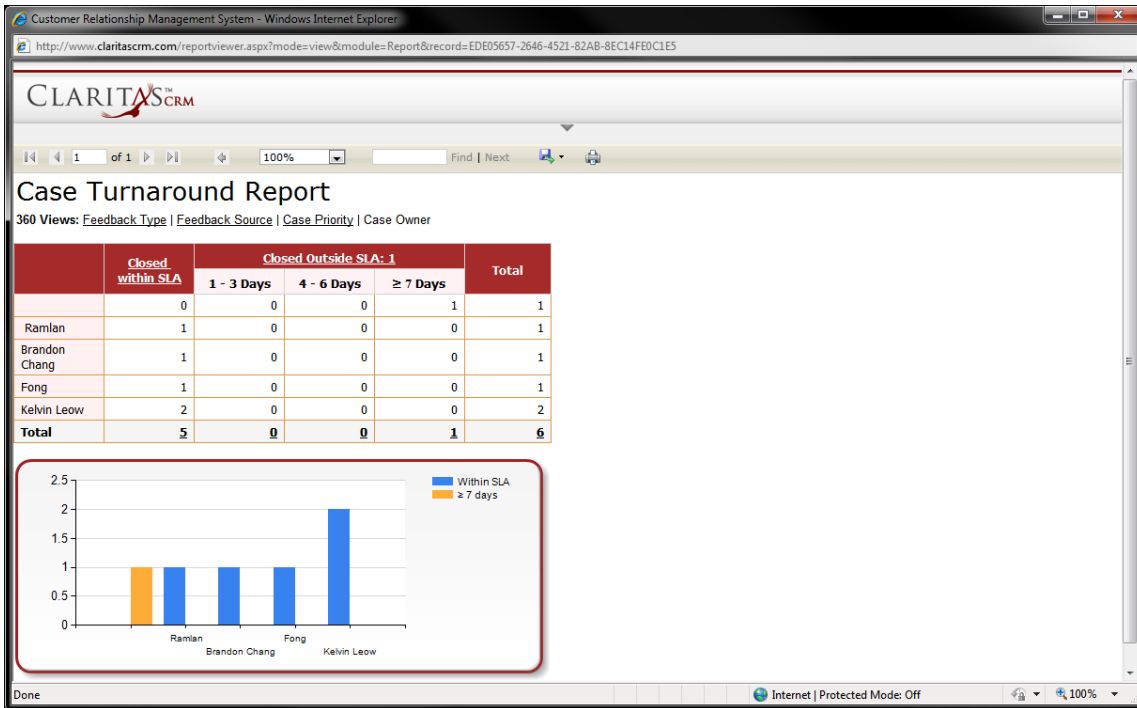 Customer Relationship Management System - Windows Internet Explorer
http://www.claritascrm.com/reportviewer.aspx?mode=view&module=Report&record=EDE05657-2646-4521-82AB-8EC14FE0C1E5
CLARITAS™CRM
1 of 1 100% Find | Next
Case Turnaround Report
360 Views: Feedback Type | Feedback Source | Case Priority | Case Owner
Closed within SLA Closed Outside SLA: 1 Total
1 - 3 Days 4 - 6 Days ≥ 7 Days
0 0 0 1 1
Ramlan 1 0 0 0 1
Brandon Chang 1 0 0 0 1
Fong 1 0 0 0 1
Kelvin Leow 2 0 0 0 2
Total 5 0 0 1 6
2.5
2
1.5
1
0.5
0
Within SLA
≥ 7 days
Ramlan Fong
Brandon Chang Kelvin Leow
Done Internet | Protected Mode: Off 100%